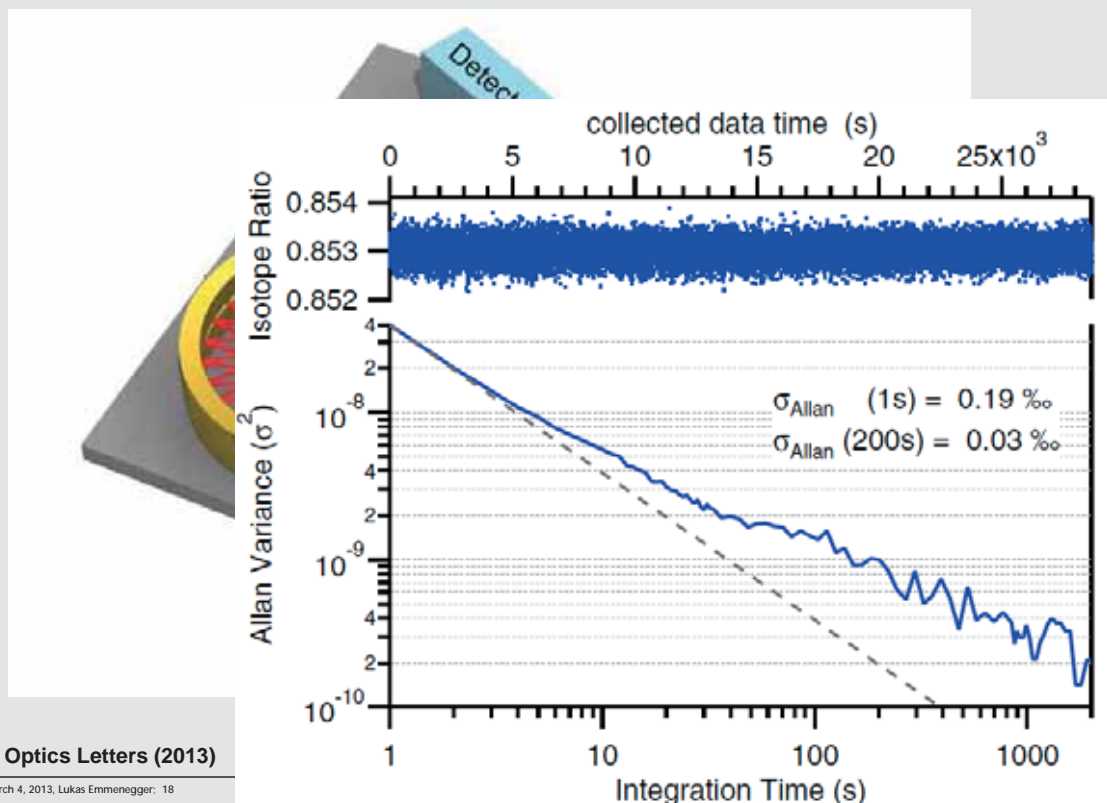 Detect
collected data time (s)
0 5 10 15 20 25x10³
Isotope Ratio
0.854
0.853
0.852
Allan Variance (σ²)
4
2
10⁻⁸
4
2
10⁻⁹
4
2
10⁻¹⁰
σAllan (1s) = 0.19 ‰
σAllan (200s) = 0.03 ‰
1 10 100 1000
Integration Time (s)
Optics Letters (2013)
rch 4, 2013, Lukas Emmenegger: 18